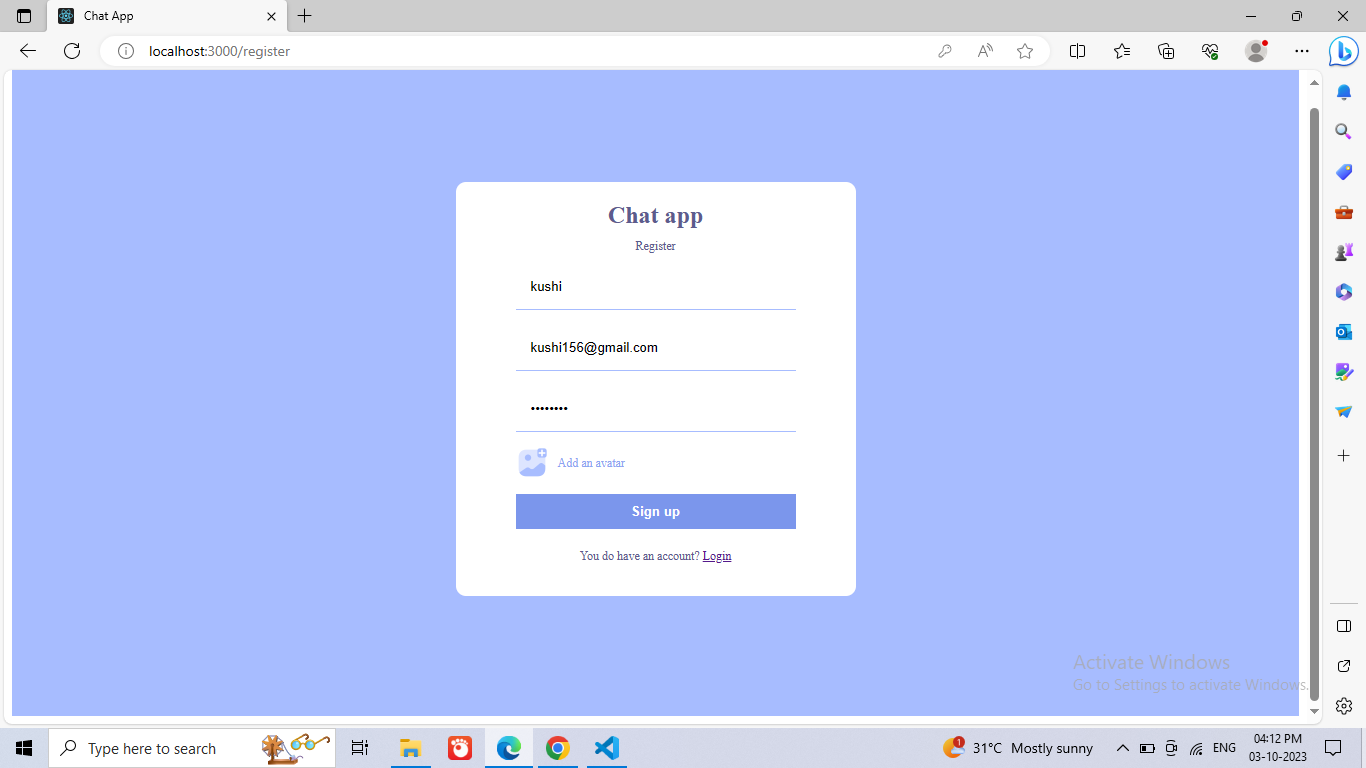 Chat App
localhost:3000/register
Chat app
Register
kushi
kushi156@gmail.com
••••••••
Add an avatar
Sign up
You do have an account? Login
Activate Windows
Go to Settings to activate Windows.
Type here to search
1
31°C Mostly sunny
ENG
04:12 PM
03-10-2023